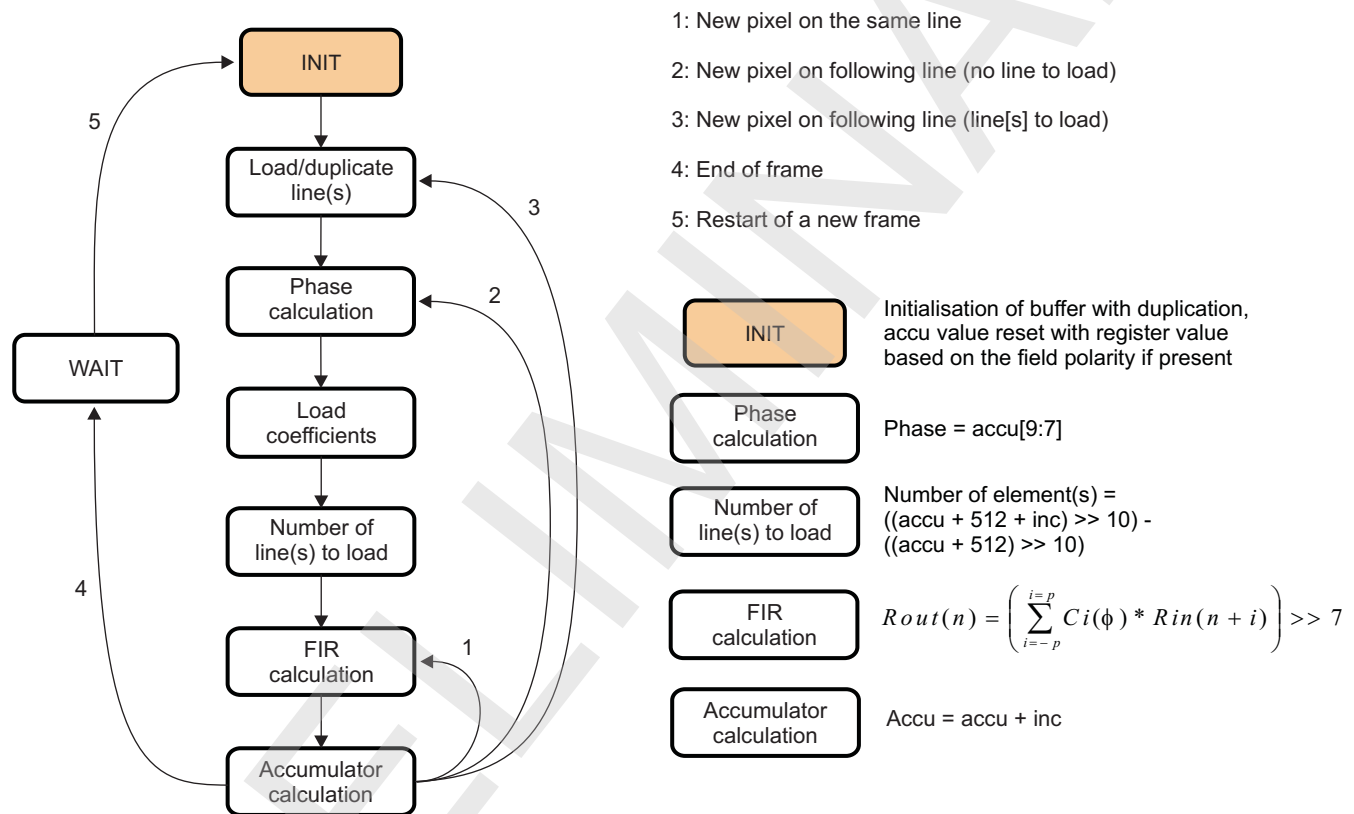 INIT
Load/duplicate
line(s)
Phase
calculation
Load
coefficients
Number of
line(s) to load
FIR
calculation
Accumulator
calculation
WAIT
5
4
3
2
1
1: New pixel on the same line
2: New pixel on following line (no line to load)
3: New pixel on following line (line[s] to load)
4: End of frame
5: Restart of a new frame
INIT
Initialisation of buffer with duplication,
accu value reset with register value
based on the field polarity if present
Phase
calculation
Phase = accu[9:7]
Number of
line(s) to load
Number of element(s) =
((accu + 512 + inc) >> 10) -
((accu + 512) >> 10)
FIR
calculation
Rout(n) = ( ∑ i=-p i=p Ci(ϕ) * Rin(n + i) ) >> 7
Accumulator
calculation
Accu = accu + inc
ELIMINA